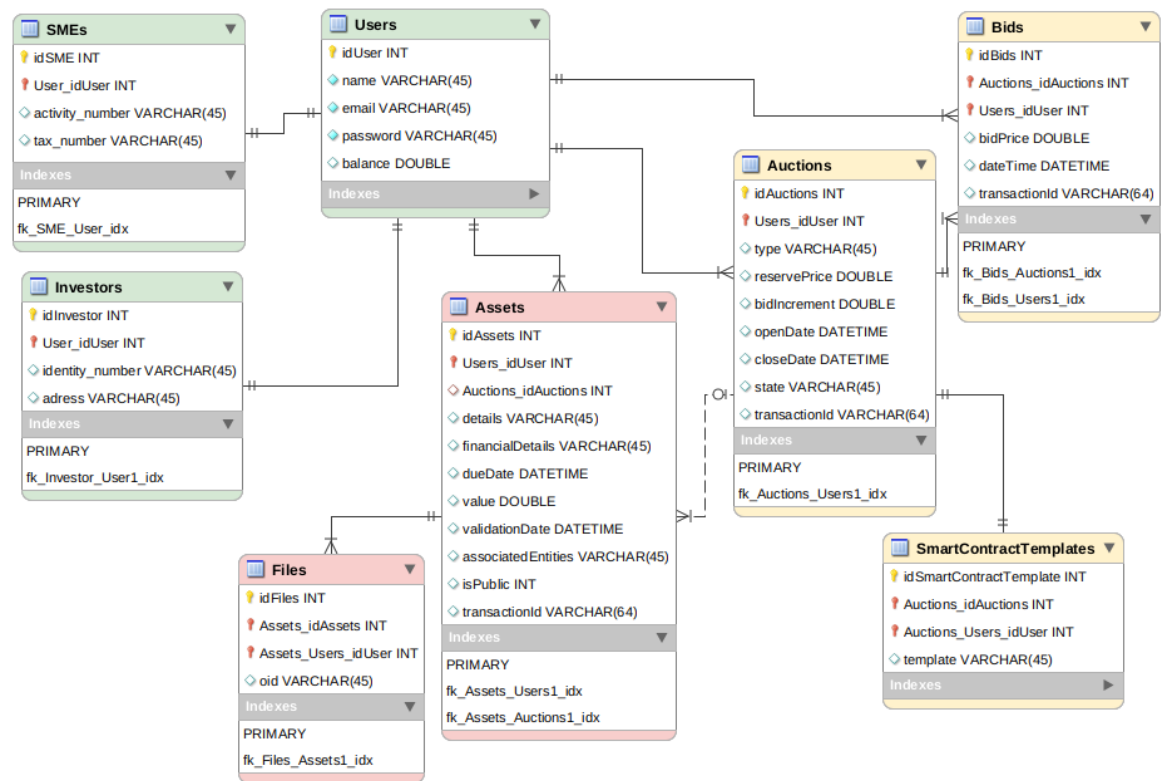 SMEs
idSME INT
User_idUser INT
activity_number VARCHAR(45)
tax_number VARCHAR(45)
Indexes
PRIMARY
fk_SME_User_idx
Users
idUser INT
name VARCHAR(45)
email VARCHAR(45)
password VARCHAR(45)
balance DOUBLE
Indexes
Bids
idBids INT
Auctions_idAuctions INT
Users_idUser INT
bidPrice DOUBLE
dateTime DATETIME
transactionId VARCHAR(64)
Indexes
PRIMARY
fk_Bids_Auctions1_idx
fk_Bids_Users1_idx
Auctions
idAuctions INT
Users_idUser INT
type VARCHAR(45)
reservePrice DOUBLE
bidIncrement DOUBLE
openDate DATETIME
closeDate DATETIME
state VARCHAR(45)
transactionId VARCHAR(64)
Indexes
PRIMARY
fk_Auctions_Users1_idx
Investors
idInvestor INT
User_idUser INT
identity_number VARCHAR(45)
adress VARCHAR(45)
Indexes
PRIMARY
fk_Investor_User1_idx
Assets
idAssets INT
Users_idUser INT
Auctions_idAuctions INT
details VARCHAR(45)
financialDetails VARCHAR(45)
dueDate DATETIME
value DOUBLE
validationDate DATETIME
associatedEntities VARCHAR(45)
isPublic INT
transactionId VARCHAR(64)
Indexes
PRIMARY
fk_Assets_Users1_idx
fk_Assets_Auctions1_idx
Files
idFiles INT
Assets_idAssets INT
Assets_Users_idUser INT
oid VARCHAR(45)
Indexes
PRIMARY
fk_Files_Assets1_idx
SmartContractTemplates
idSmartContractTemplate INT
Auctions_idAuctions INT
Auctions_Users_idUser INT
template VARCHAR(45)
Indexes